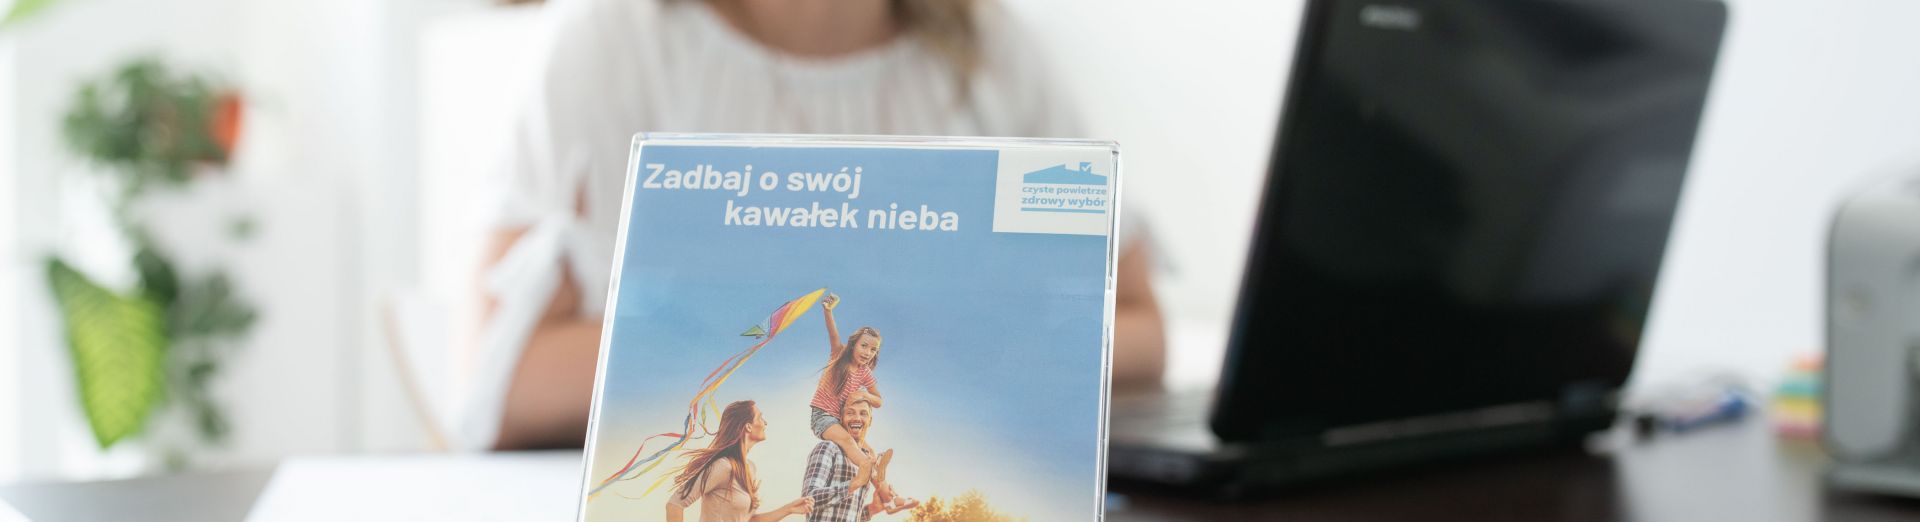 Zadbaj o swój
kawałek nieba
czyste powietrze
zdrowy wybór